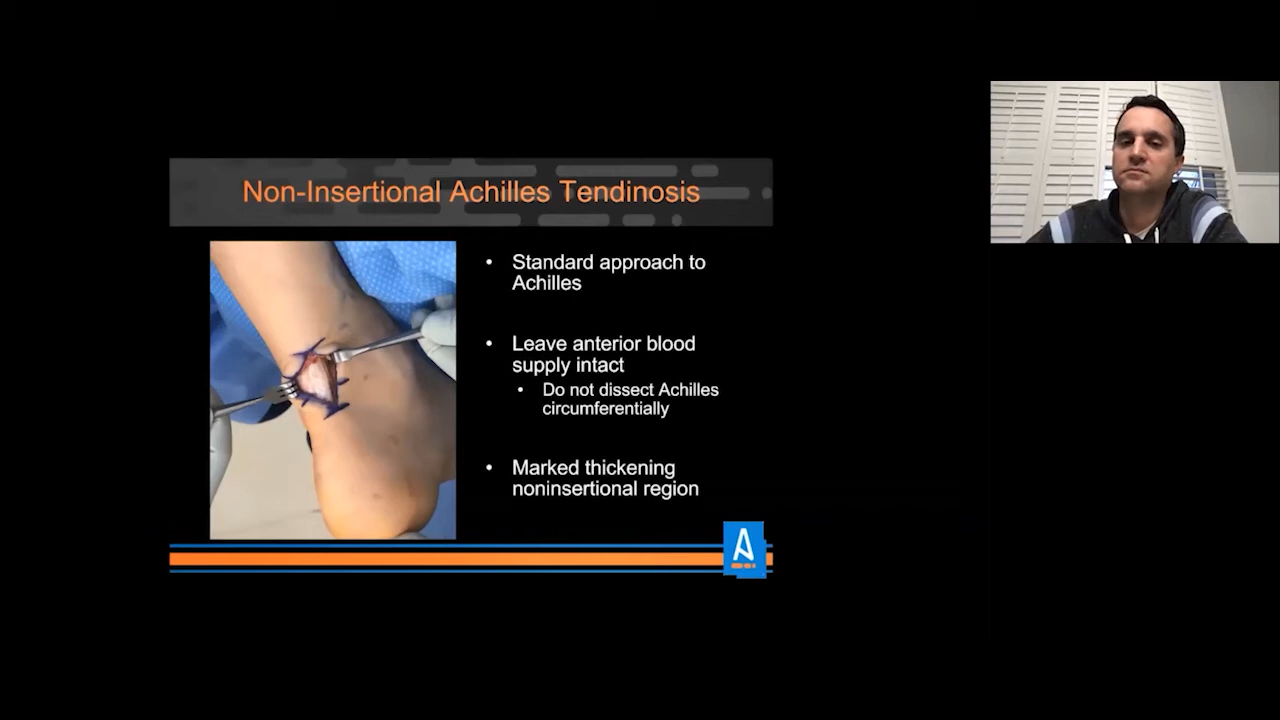 Non-Insertional Achilles Tendinosis
• Standard approach to
Achilles
• Leave anterior blood
supply intact
• Do not dissect Achilles
circumferentially
• Marked thickening
noninsertional region
A